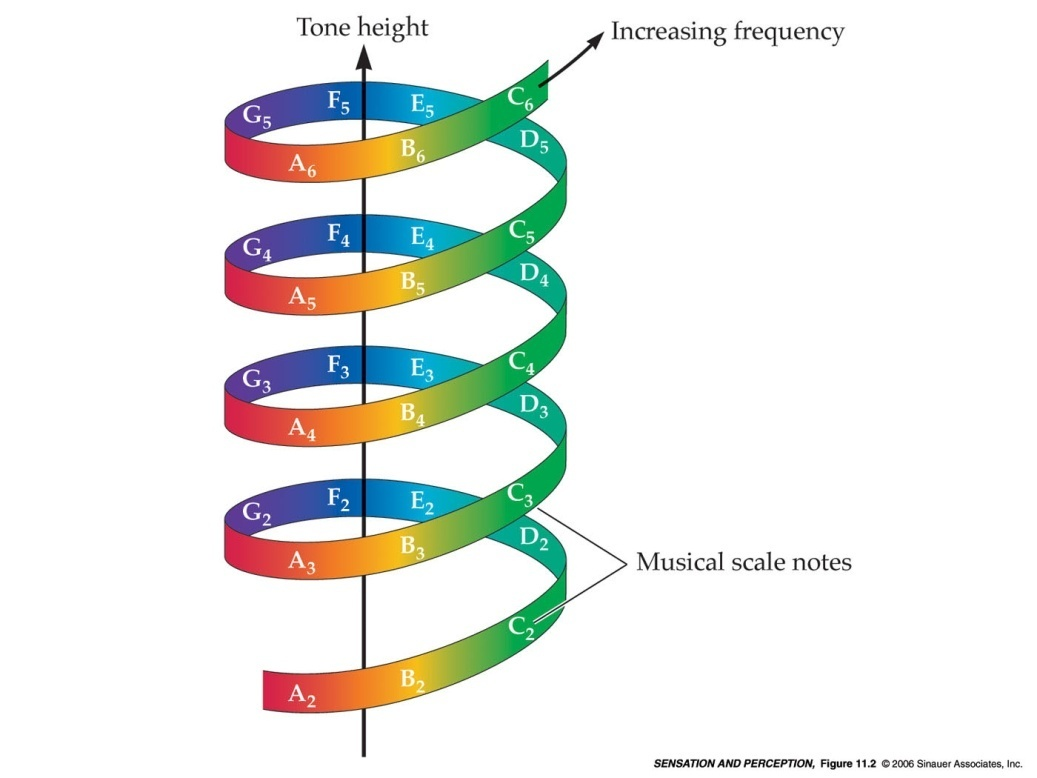 Tone height
Increasing frequency
G5 F5 E5 C6
D5
A6 B6
G4 F4 E4 C5
D4
A5 B5
G3 F3 E3 C4
D3
A4 B4
G2 F2 E2 C3
D2
A3 B3
Musical scale notes
C2
A2 B2
SENSATION AND PERCEPTION, Figure 11.2 © 2006 Sinauer Associates, Inc.